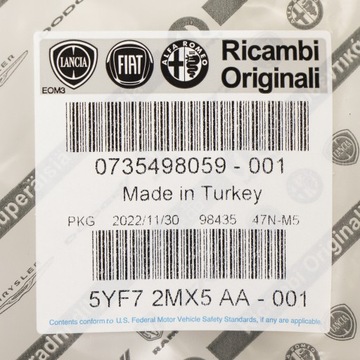 LANCIA FIAT ALFA ROMEO Ricambi
EOM3 Originali
0735498059 - 001
Made in Turkey
PKG 2022/11/30 98435 47N-M5
5YF7 2MX5 AA - 001
Contents conform to U.S. Federal Motor Vehicle Safety Standards, if any are applicable.